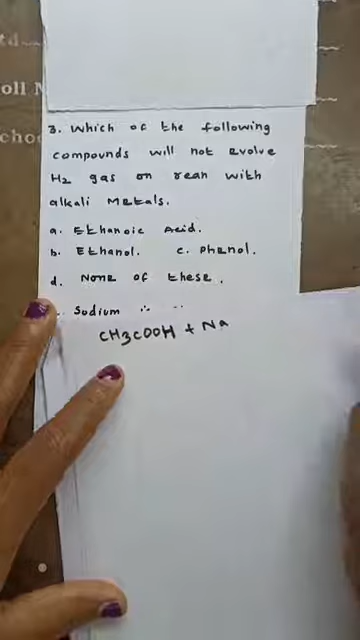 3. Which of the following
compounds will not evolve
H2 gas on rean with
alkali Metals.
a. Ethanoic Acid.
b. Ethanol. c. phenol.
d. None of these.
Sodium
CH3COOH + Na